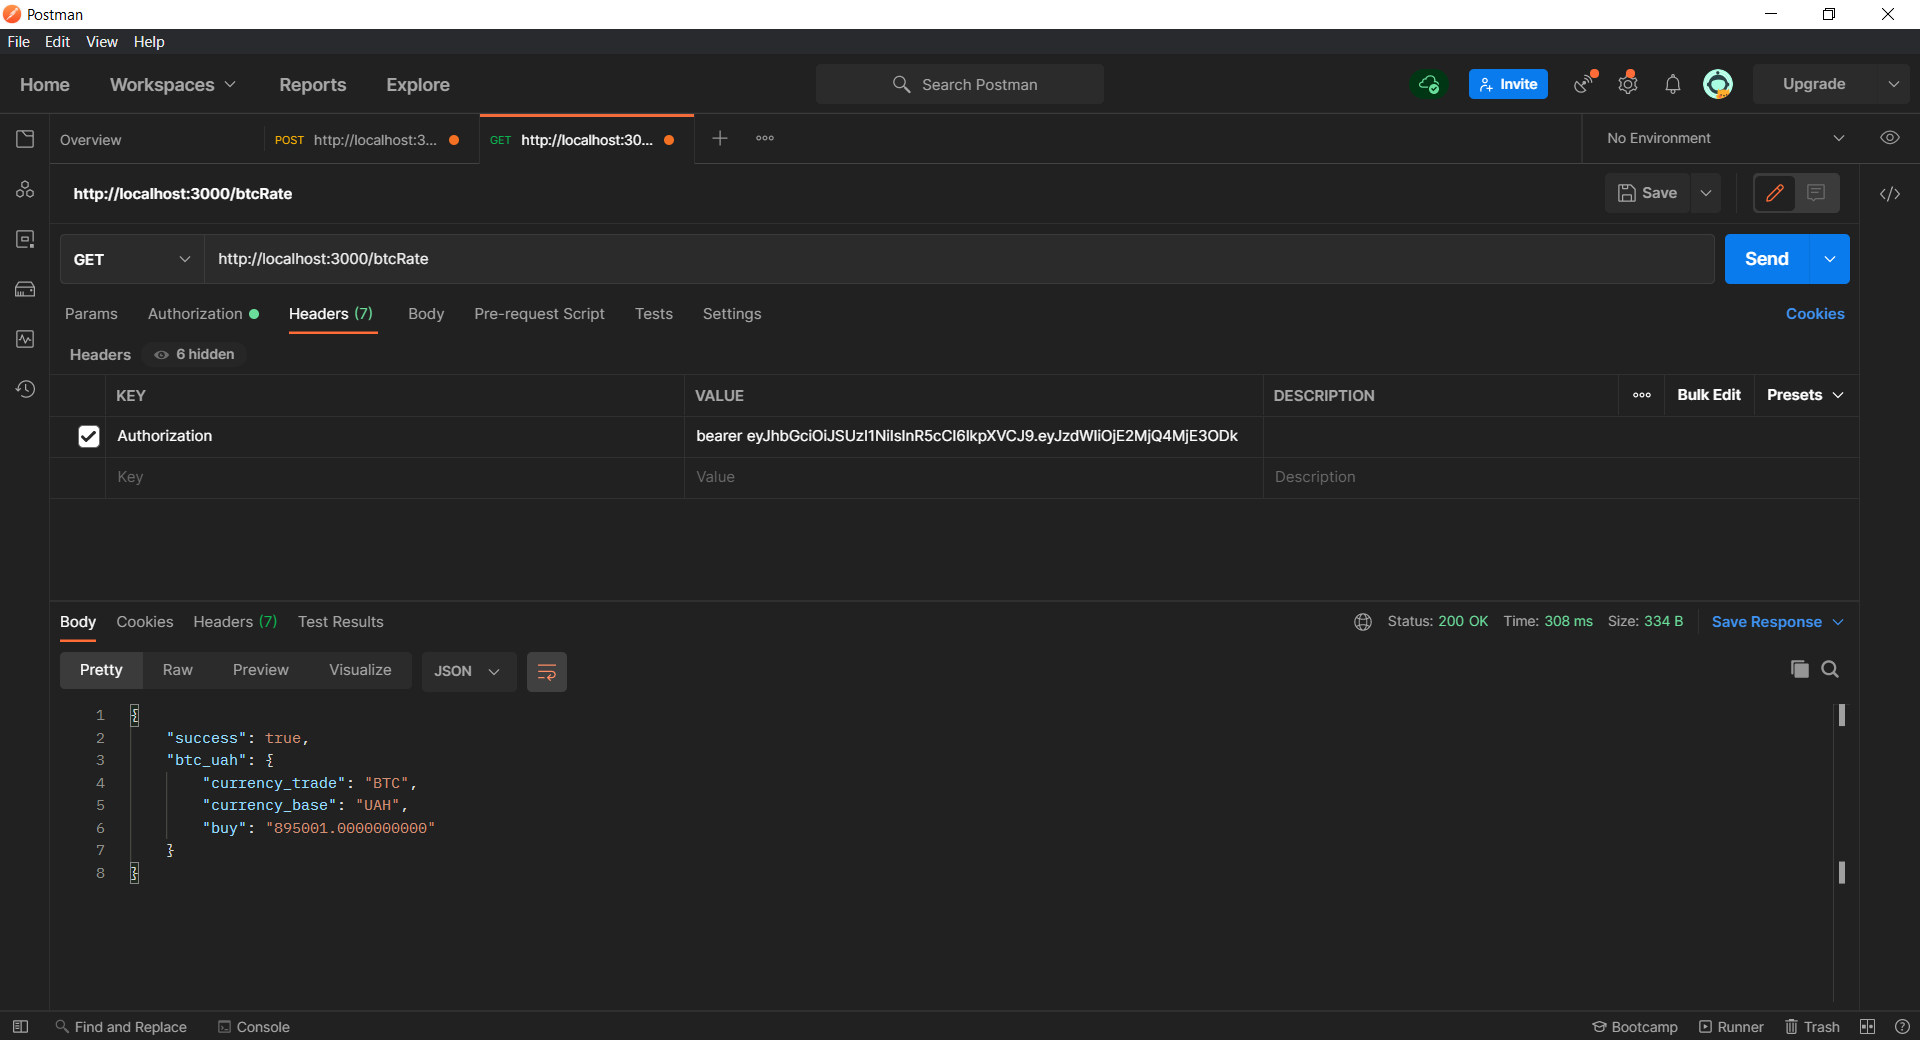 Postman
File Edit View Help
Home Workspaces Reports Explore Search Postman Invite Upgrade
Overview POST http://localhost:3... GET http://localhost:30... No Environment
http://localhost:3000/btcRate Save
GET http://localhost:3000/btcRate Send
Params Authorization Headers (7) Body Pre-request Script Tests Settings Cookies
Headers 6 hidden
KEY VALUE DESCRIPTION Bulk Edit Presets
Authorization bearer eyJhbGciOiJSUzI1NiIsInR5cCI6IkpXVCJ9.eyJzdWIiOjE2MjQ4MjE3ODk
Key Value Description
Body Cookies Headers (7) Test Results Status: 200 OK Time: 308 ms Size: 334 B Save Response
Pretty Raw Preview Visualize JSON
1 {
2 "success": true,
3 "btc_uah": {
4 "currency_trade": "BTC",
5 "currency_base": "UAH",
6 "buy": "895001.0000000000"
7 }
8 }
Find and Replace Console Bootcamp Runner Trash